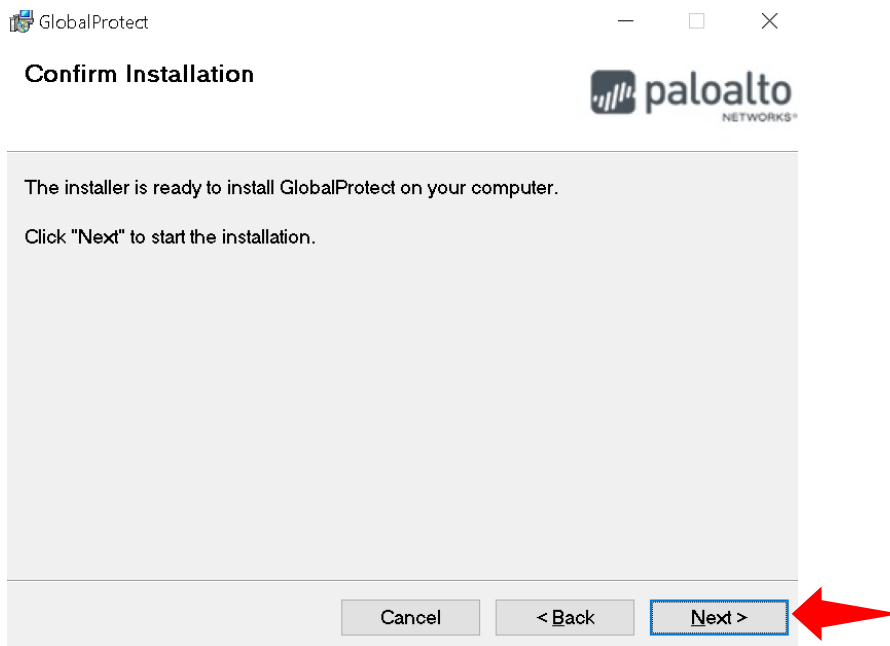 GlobalProtect
Confirm Installation
paloalto
NETWORKS®
The installer is ready to install GlobalProtect on your computer.
Click "Next" to start the installation.
Cancel
< Back
Next >